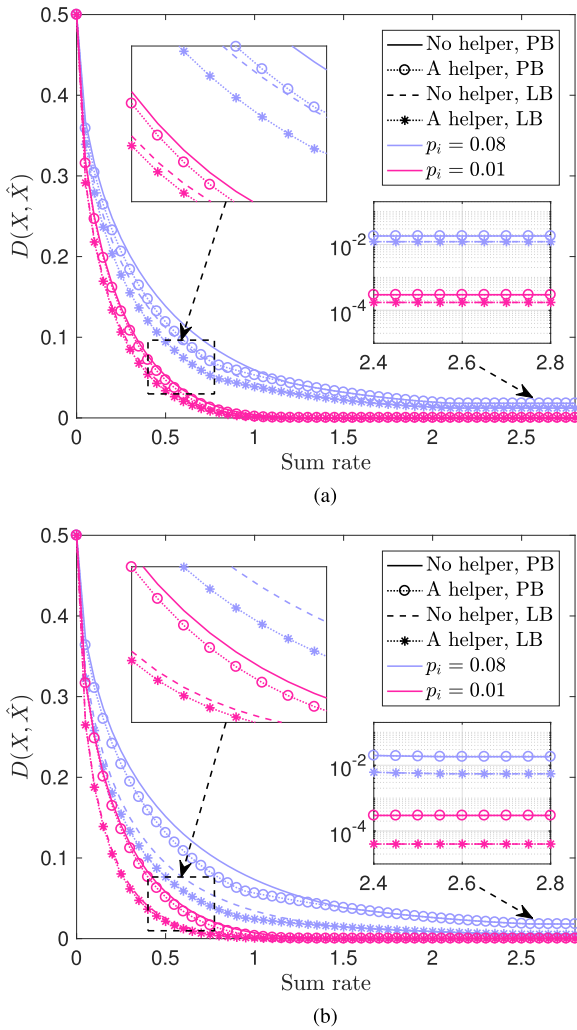 0.5
0.4
0.3
0.2
0.1
0
0 0.5 1 1.5 2 2.5
D(X, X̂)
Sum rate
No helper, PB
A helper, PB
No helper, LB
A helper, LB
p_i = 0.08
p_i = 0.01
10^{-2}
10^{-4}
2.4 2.6 2.8
(a)
0.5
0.4
0.3
0.2
0.1
0
0 0.5 1 1.5 2 2.5
D(X, X̂)
Sum rate
No helper, PB
A helper, PB
No helper, LB
A helper, LB
p_i = 0.08
p_i = 0.01
10^{-2}
10^{-4}
2.4 2.6 2.8
(b)